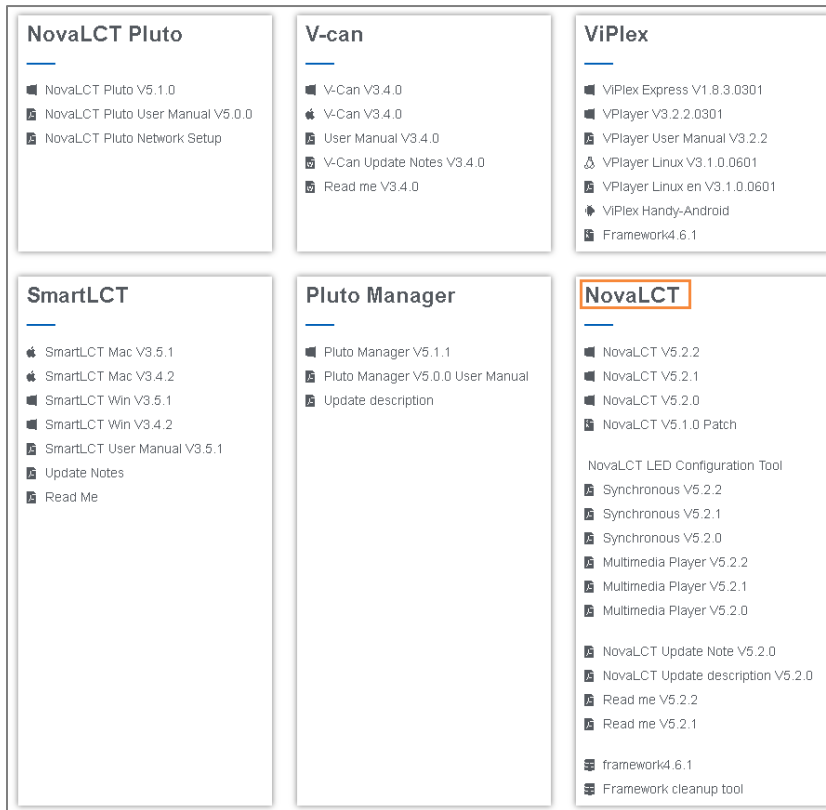 NovaLCT Pluto
NovaLCT Pluto V5.1.0
NovaLCT Pluto User Manual V5.0.0
NovaLCT Pluto Network Setup
V-can
V-Can V3.4.0
V-Can V3.4.0
User Manual V3.4.0
V-Can Update Notes V3.4.0
Read me V3.4.0
ViPlex
ViPlex Express V1.8.3.0301
VPlayer V3.2.2.0301
VPlayer User Manual V3.2.2
VPlayer Linux V3.1.0.0601
VPlayer Linux en V3.1.0.0601
ViPlex Handy-Android
Framework4.6.1
SmartLCT
SmartLCT Mac V3.5.1
SmartLCT Mac V3.4.2
SmartLCT Win V3.5.1
SmartLCT Win V3.4.2
SmartLCT User Manual V3.5.1
Update Notes
Read Me
Pluto Manager
Pluto Manager V5.1.1
Pluto Manager V5.0.0 User Manual
Update description
NovaLCT
NovaLCT V5.2.2
NovaLCT V5.2.1
NovaLCT V5.2.0
NovaLCT V5.1.0 Patch
NovaLCT LED Configuration Tool
Synchronous V5.2.2
Synchronous V5.2.1
Synchronous V5.2.0
Multimedia Player V5.2.2
Multimedia Player V5.2.1
Multimedia Player V5.2.0
NovaLCT Update Note V5.2.0
NovaLCT Update description V5.2.0
Read me V5.2.2
Read me V5.2.1
framework4.6.1
Framework cleanup tool